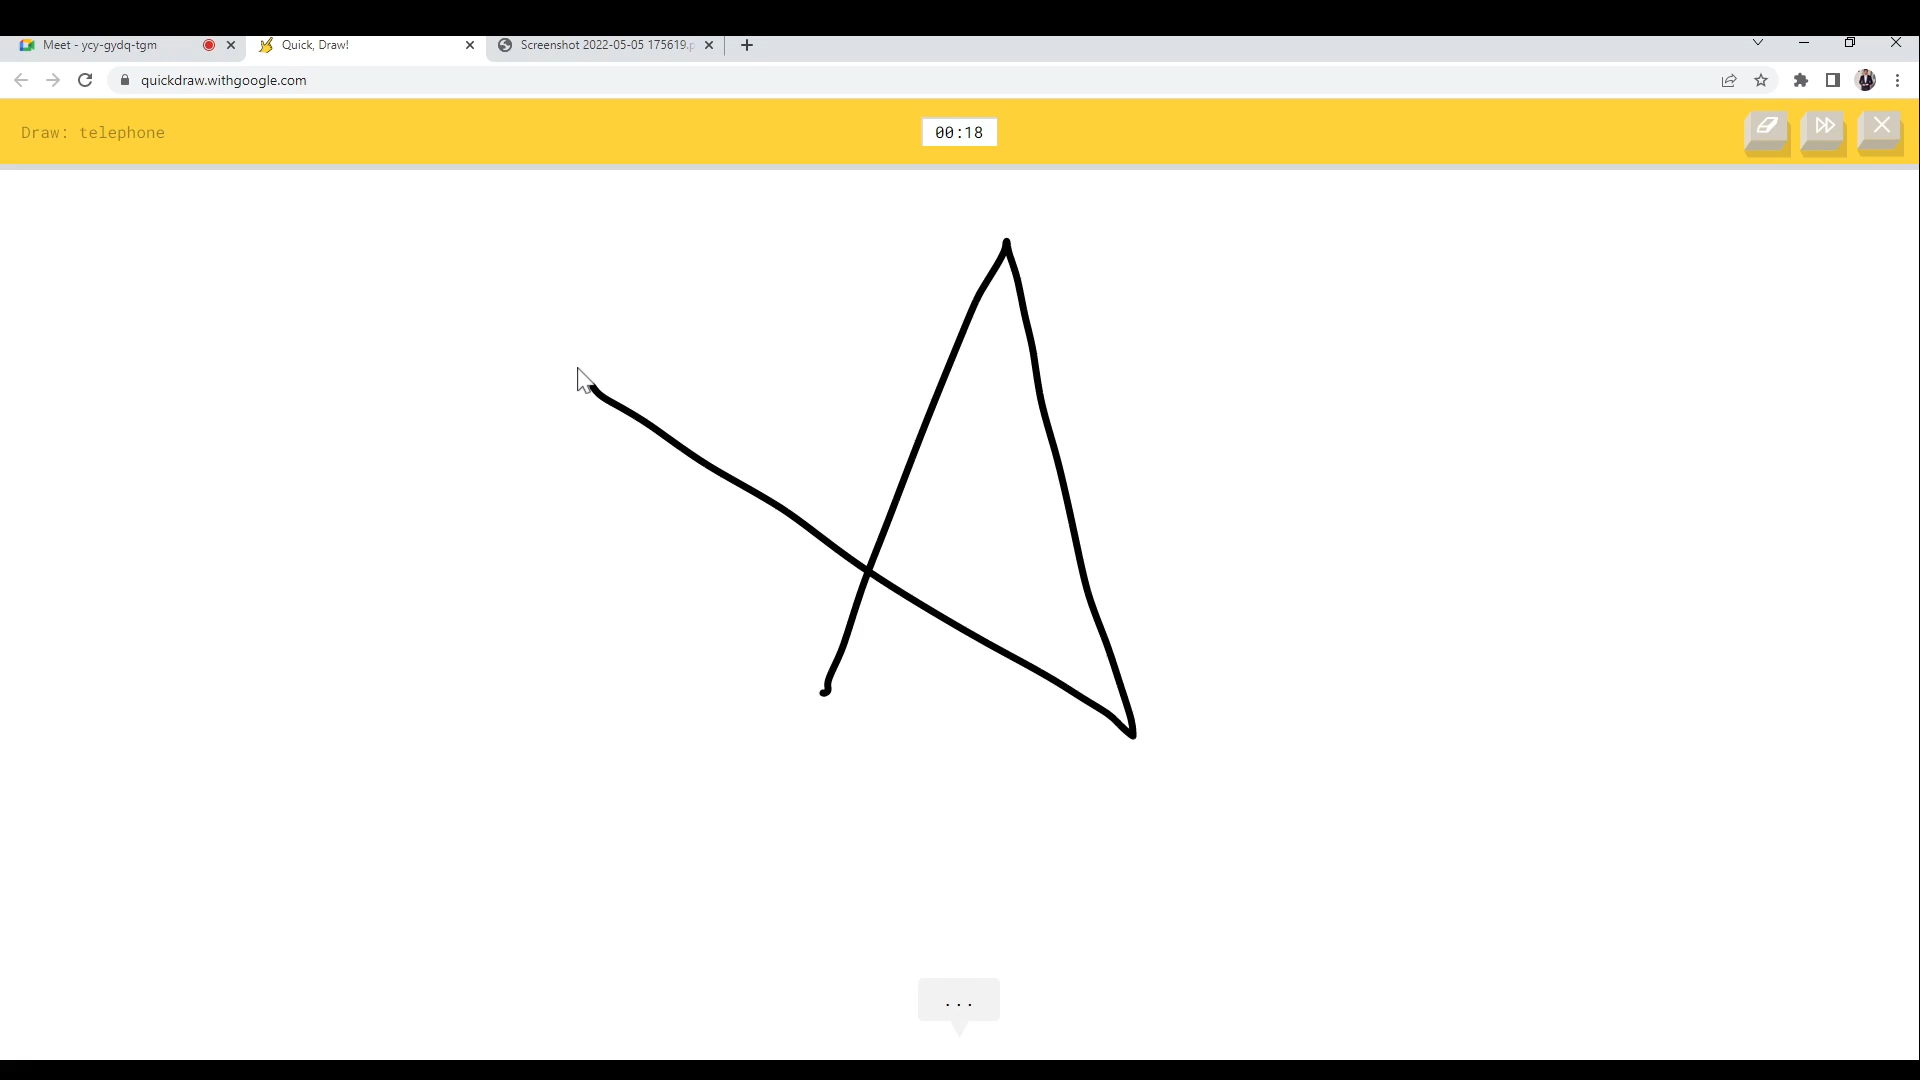 Meet - ycy-gydq-tgm
Quick, Draw!
Screenshot 2022-05-05 175619.p
quickdraw.withgoogle.com
Draw: telephone
00:18
...